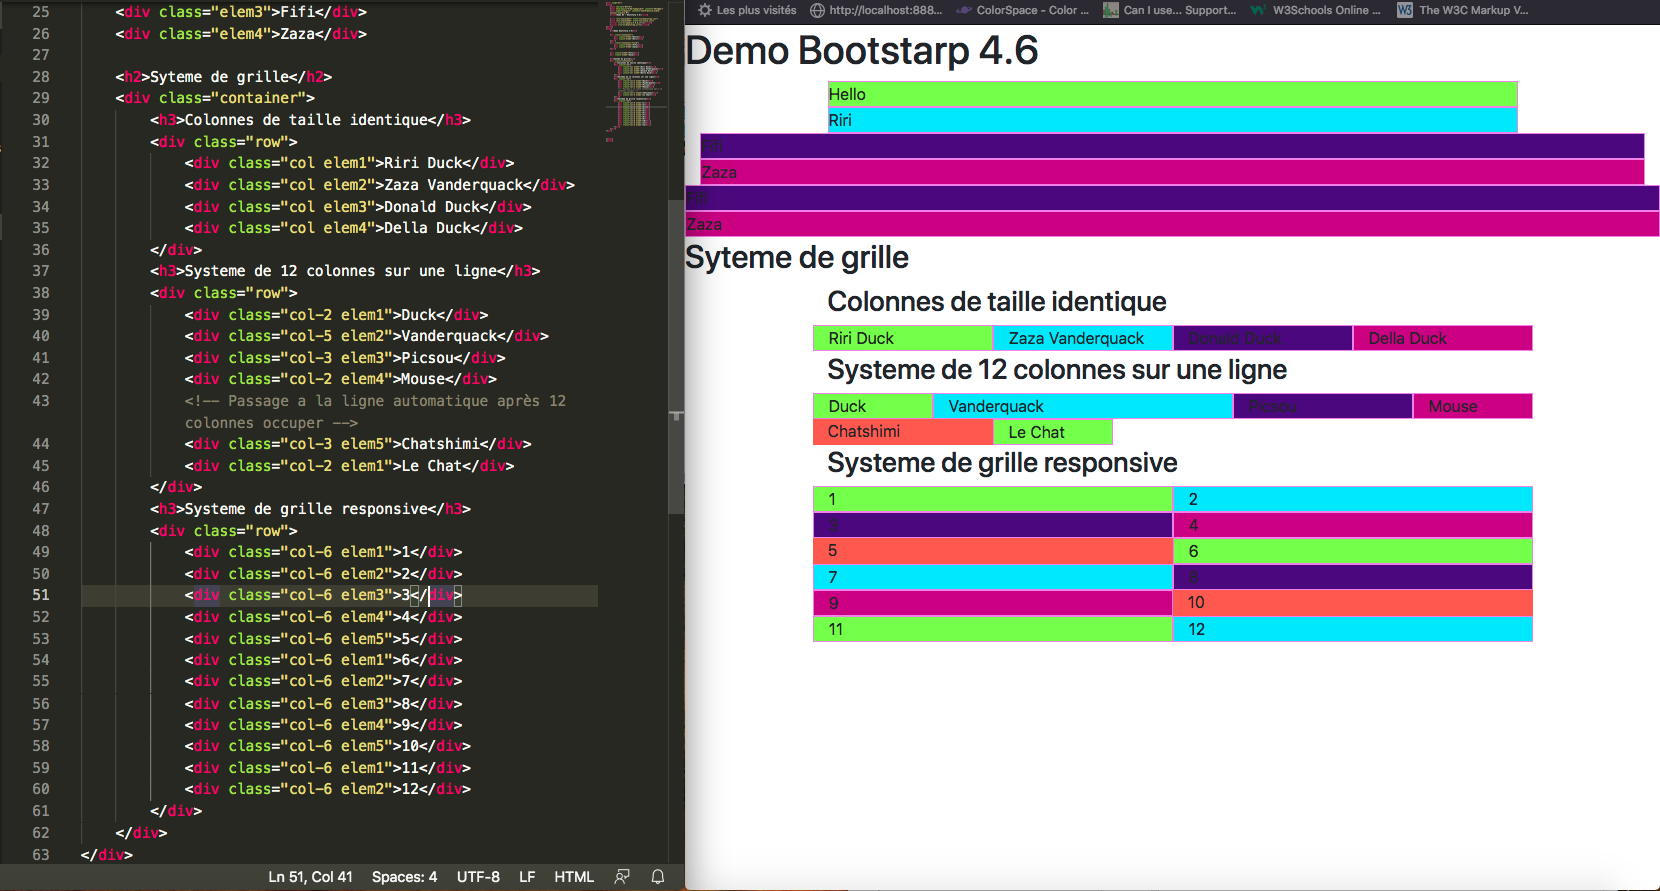 25 <div class="elem3">Fifi</div>
26 <div class="elem4">Zaza</div>
27
28 <h2>Syteme de grille</h2>
29 <div class="container">
30 <h3>Colonnes de taille identique</h3>
31 <div class="row">
32 <div class="col elem1">Riri Duck</div>
33 <div class="col elem2">Zaza Vanderquack</div>
34 <div class="col elem3">Donald Duck</div>
35 <div class="col elem4">Della Duck</div>
36 </div>
37 <h3>Systeme de 12 colonnes sur une ligne</h3>
38 <div class="row">
39 <div class="col-2 elem1">Duck</div>
40 <div class="col-5 elem2">Vanderquack</div>
41 <div class="col-3 elem3">Picsou</div>
42 <div class="col-2 elem4">Mouse</div>
43 <!-- Passage a la ligne automatique après 12
colonnes occuper -->
44 <div class="col-3 elem5">Chatshimi</div>
45 <div class="col-2 elem1">Le Chat</div>
46 </div>
47 <h3>Systeme de grille responsive</h3>
48 <div class="row">
49 <div class="col-6 elem1">1</div>
50 <div class="col-6 elem2">2</div>
51 <div class="col-6 elem3">3</div>
52 <div class="col-6 elem4">4</div>
53 <div class="col-6 elem5">5</div>
54 <div class="col-6 elem1">6</div>
55 <div class="col-6 elem2">7</div>
56 <div class="col-6 elem3">8</div>
57 <div class="col-6 elem4">9</div>
58 <div class="col-6 elem5">10</div>
59 <div class="col-6 elem1">11</div>
60 <div class="col-6 elem2">12</div>
61 </div>
62 </div>
63 </div>
Ln 51, Col 41 Spaces: 4 UTF-8 LF HTML
Les plus visités http://localhost:888... ColorSpace - Color ... Can I use... Support... W3Schools Online ... W3 The W3C Markup V...
Demo Bootstarp 4.6
Hello
Riri
Fifi
Zaza
Fifi
Zaza
Syteme de grille
Colonnes de taille identique
Riri Duck Zaza Vanderquack Donald Duck Della Duck
Systeme de 12 colonnes sur une ligne
Duck Vanderquack Picsou Mouse
Chatshimi Le Chat
Systeme de grille responsive
1 2
3 4
5 6
7 8
9 10
11 12